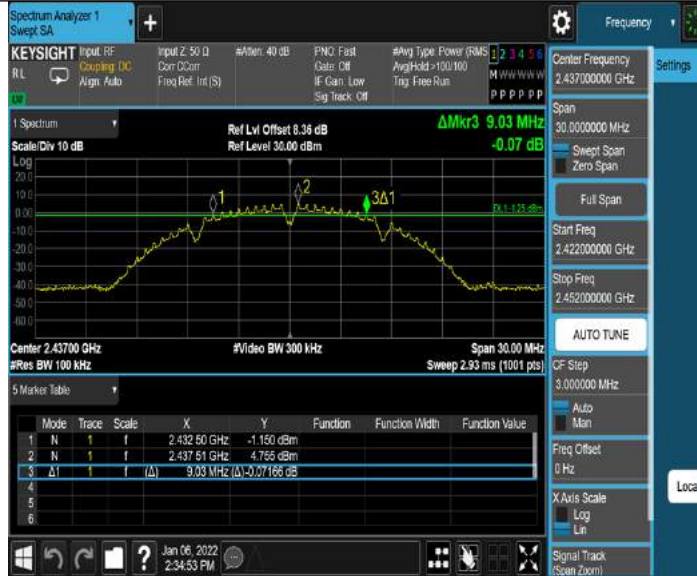 Spectrum Analyzer 1
Swept SA
Frequency
KEYSIGHT
RL
Input: RF
Coupling: DC
Align: Auto
Input Z: 50 Ω
Corr CCorr
Freq Ref: Int (S)
#Atten: 40 dB
PNO: Fast
Gate: Off
IF Gain: Low
Sig Track: Off
#Avg Type: Power (RMS
Avg|Hold >100/100
Trig: Free Run
1 2 3 4 5 6
M W W W W W
P P P P P P
1 Spectrum
Scale/Div 10 dB
Ref Lvl Offset 8.36 dB
Ref Level 30.00 dBm
ΔMkr3 9.03 MHz
-0.07 dB
Log
20.0
10.0
0.00
-10.0
-20.0
-30.0
-40.0
-50.0
-60.0
1
2
3Δ1
DL1 -1.25 dBm
Center 2.43700 GHz
#Res BW 100 kHz
#Video BW 300 kHz
Span 30.00 MHz
Sweep 2.93 ms (1001 pts)
5 Marker Table
Mode Trace Scale X Y Function Function Width Function Value
1 N 1 f 2.432 50 GHz -1.150 dBm
2 N 1 f 2.437 51 GHz 4.755 dBm
3 Δ1 1 f (Δ) 9.03 MHz (Δ) -0.07166 dB
4
5
6
Jan 06, 2022
2:34:53 PM
Center Frequency
2.437000000 GHz
Settings
Span
30.0000000 MHz
Swept Span
Zero Span
Full Span
Start Freq
2.422000000 GHz
Stop Freq
2.452000000 GHz
AUTO TUNE
CF Step
3.000000 MHz
Auto
Man
Freq Offset
0 Hz
Loca
X Axis Scale
Log
Lin
Signal Track
(Span Zoom)